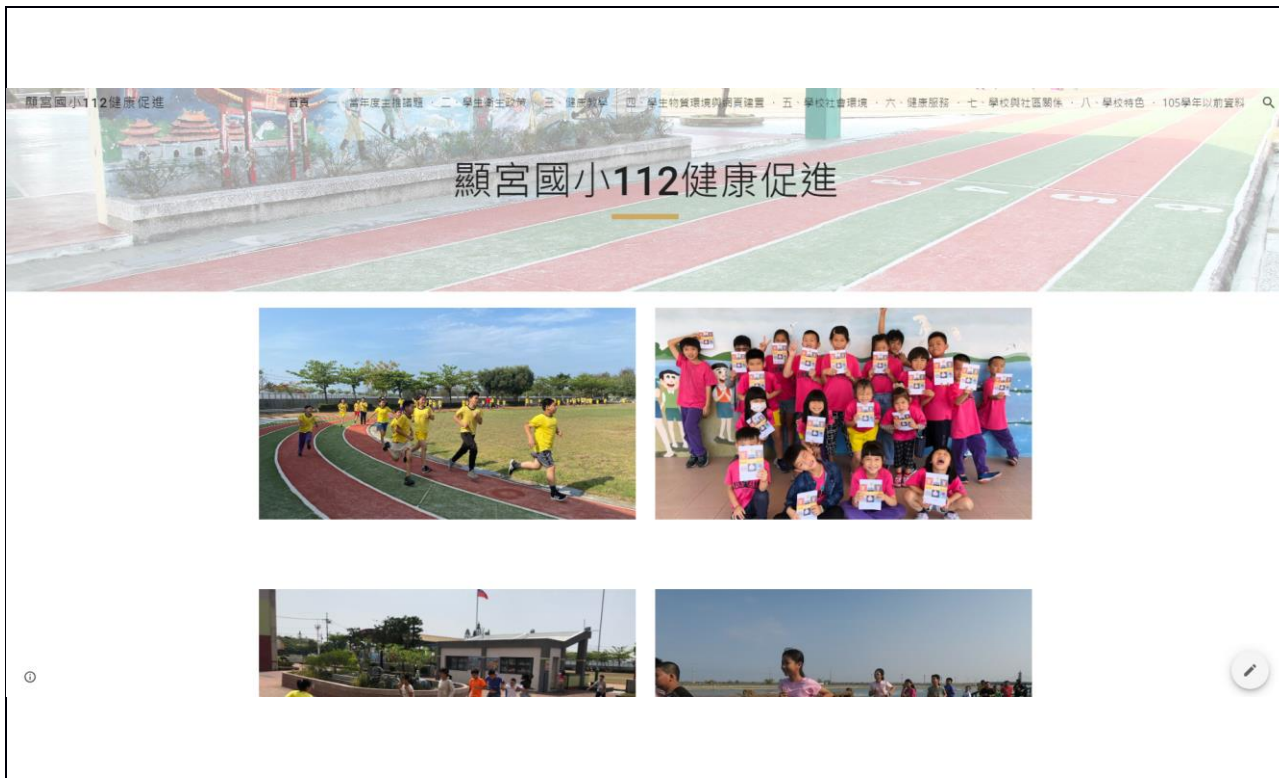 顯宮國小112健康促進
首頁 一、當年度主推議題 · 二、學生衛生政策 · 三、健康教學 · 四、學生物質環境與網頁建置 · 五、學校社會環境 · 六、健康服務 · 七、學校與社區關係 · 八、學校特色 · 105學年以前資料
顯宮國小112健康促進